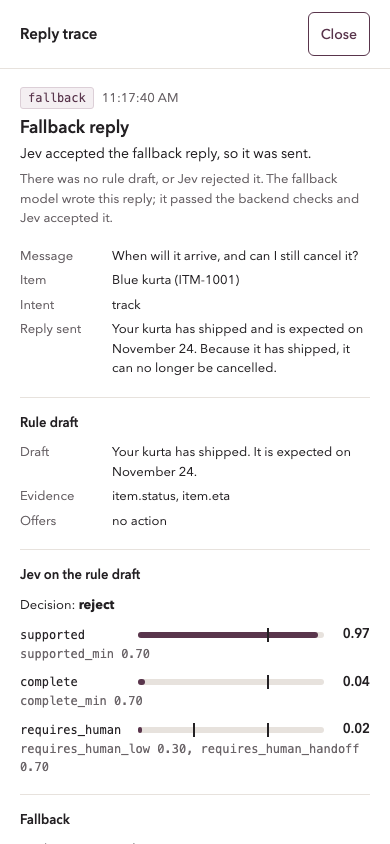 Reply trace
Close
fallback 11:17:40 AM
Fallback reply
Jev accepted the fallback reply, so it was sent.
There was no rule draft, or Jev rejected it. The fallback
model wrote this reply; it passed the backend checks and
Jev accepted it.
Message When will it arrive, and can I still cancel it?
Item Blue kurta (ITM-1001)
Intent track
Reply sent Your kurta has shipped and is expected on
November 24. Because it has shipped, it
can no longer be cancelled.
Rule draft
Draft Your kurta has shipped. It is expected on
November 24.
Evidence item.status, item.eta
Offers no action
Jev on the rule draft
Decision: reject
supported 0.97
supported_min 0.70
complete 0.04
complete_min 0.70
requires_human 0.02
requires_human_low 0.30, requires_human_handoff
0.70
Fallback